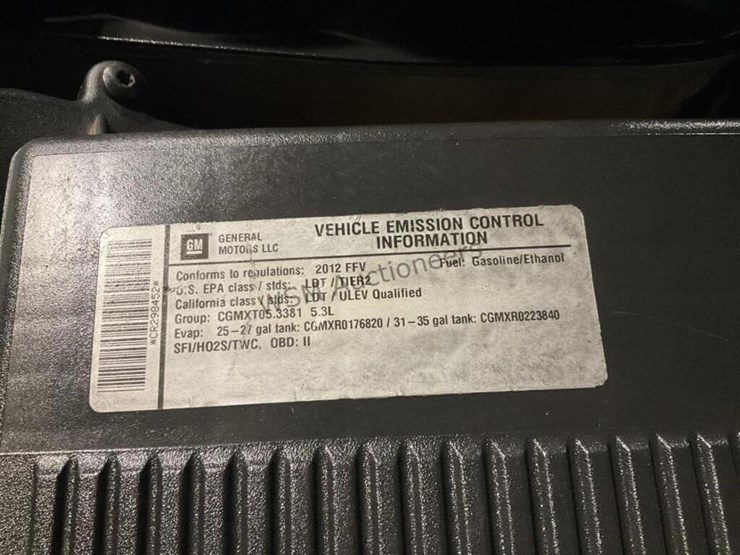 GM
GENERAL
MOTORS LLC
VEHICLE EMISSION CONTROL
INFORMATION
Conforms to regulations: 2012 FFV
Fuel: Gasoline/Ethanol
U.S. EPA class / stds: LDT / TIER2
California class / stds: LDT / ULEV Qualified
Group: CGMXT05.3381 5.3L
Evap: 25-27 gal tank: CGMXR0176820 / 31-35 gal tank: CGMXR0223840
SFI/HO2S/TWC, OBD: II
*CR298452*
Auctioneers